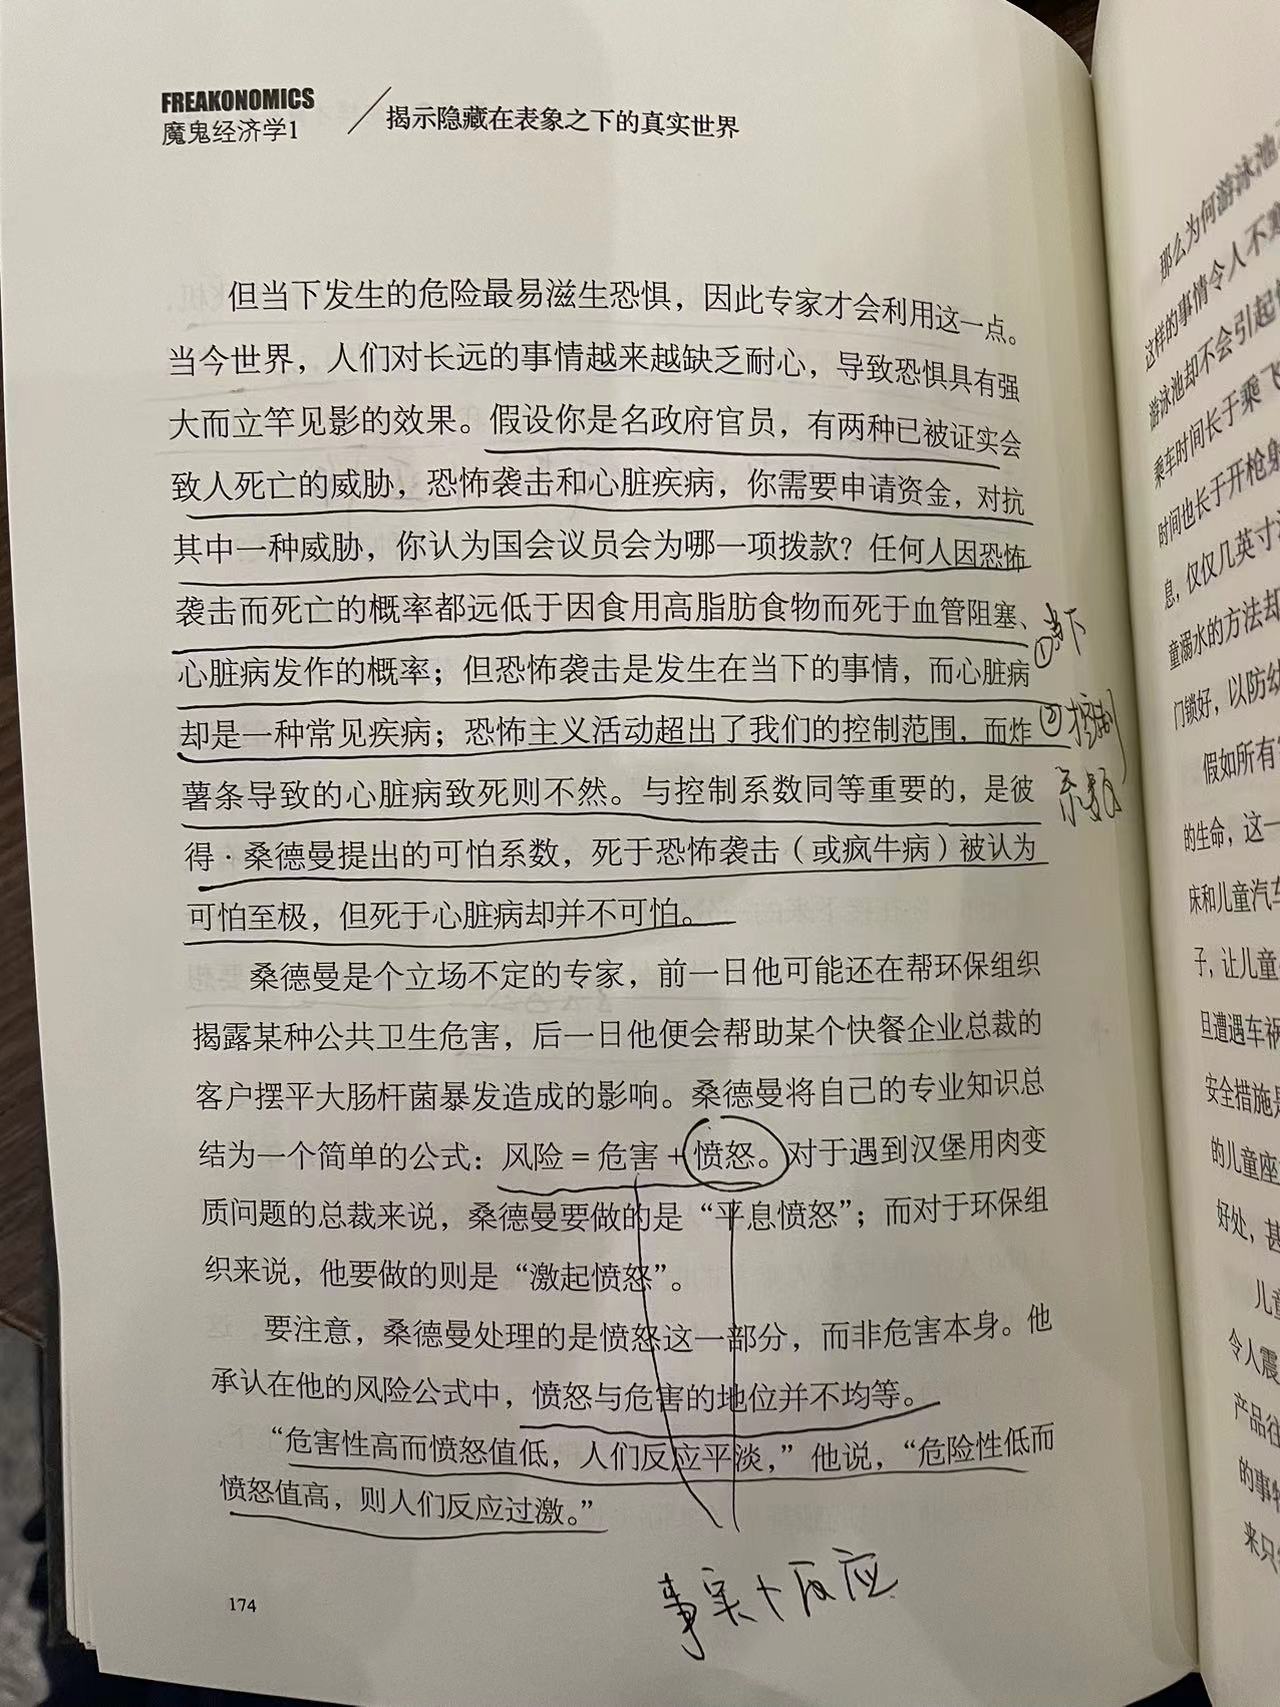 FREAKONOMICS
魔鬼经济学1
揭示隐藏在表象之下的真实世界
但当下发生的危险最易滋生恐惧，因此专家才会利用这一点。
当今世界，人们对长远的事情越来越缺乏耐心，导致恐惧具有强
大而立竿见影的效果。假设你是名政府官员，有两种已被证实会
致人死亡的威胁，恐怖袭击和心脏疾病，你需要申请资金，对抗
其中一种威胁，你认为国会议员会为哪一项拨款？任何人因恐怖
袭击而死亡的概率都远低于因食用高脂肪食物而死于血管阻塞、
心脏病发作的概率；但恐怖袭击是发生在当下的事情，而心脏病
却是一种常见疾病；恐怖主义活动超出了我们的控制范围，而炸
薯条导致的心脏病致死则不然。与控制系数同等重要的，是彼
得·桑德曼提出的可怕系数，死于恐怖袭击（或疯牛病）被认为
可怕至极，但死于心脏病却并不可怕。
①当下
②控制
系数
桑德曼是个立场不定的专家，前一日他可能还在帮环保组织
揭露某种公共卫生危害，后一日他便会帮助某个快餐企业总裁的
客户摆平大肠杆菌暴发造成的影响。桑德曼将自己的专业知识总
结为一个简单的公式：风险＝危害＋愤怒。对于遇到汉堡用肉变
质问题的总裁来说，桑德曼要做的是“平息愤怒”；而对于环保组
织来说，他要做的则是“激起愤怒”。
要注意，桑德曼处理的是愤怒这一部分，而非危害本身。他
承认在他的风险公式中，愤怒与危害的地位并不均等。
“危害性高而愤怒值低，人们反应平淡，”他说，“危险性低而
愤怒值高，则人们反应过激。”
事实+反应
174
那么为何游泳池
这样的事情令人不寒
游泳池却不会引起
乘车时间长于乘飞
时间也长于开枪射
息，仅仅几英寸
童溺水的方法却
门锁好，以防幼
假如所有
的生命，这一
床和儿童汽车
子，让儿童
旦遭遇车祸
安全措施是
的儿童座
好处，甚
儿童
令人震
产品往
的事物
来只